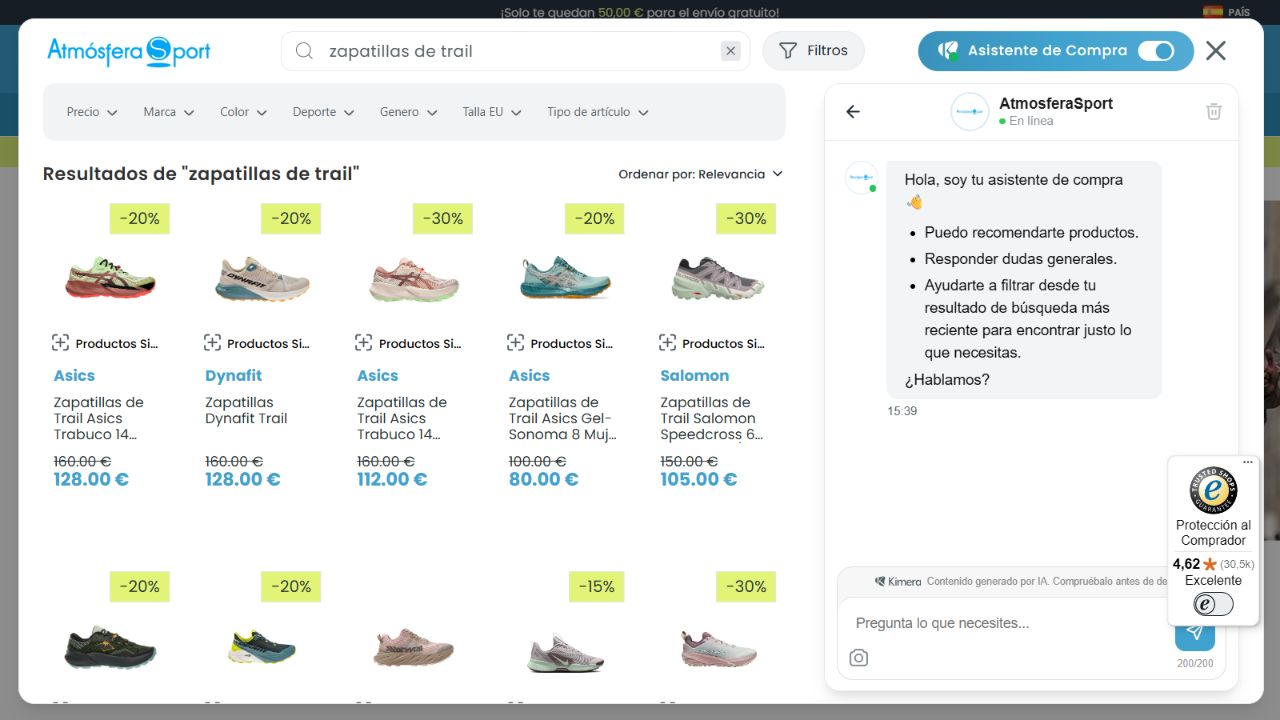 ¡Solo te quedan 50,00 € para el envío gratuito!
PAÍS
Atmósfera Sport
zapatillas de trail
Filtros
Asistente de Compra
Precio
Marca
Color
Deporte
Genero
Talla EU
Tipo de artículo
Resultados de "zapatillas de trail"
Ordenar por: Relevancia
-20%
-20%
-30%
-20%
-30%
DYNAFIT
Productos Si...
Productos Si...
Productos Si...
Productos Si...
Productos Si...
Asics
Zapatillas de
Trail Asics
Trabuco 14...
160.00 €
128.00 €
Dynafit
Zapatillas
Dynafit Trail
160.00 €
128.00 €
Asics
Zapatillas de
Trail Asics
Trabuco 14...
160.00 €
112.00 €
Asics
Zapatillas de
Trail Asics Gel-
Sonoma 8 Muj...
100.00 €
80.00 €
Salomon
Zapatillas de
Trail Salomon
Speedcross 6...
150.00 €
105.00 €
-20%
-20%
-15%
-30%
AtmosferaSport
En línea
Hola, soy tu asistente de compra
👋
• Puedo recomendarte productos.
• Responder dudas generales.
• Ayudarte a filtrar desde tu
resultado de búsqueda más
reciente para encontrar justo lo
que necesitas.
¿Hablamos?
15:39
Kimera Contenido generado por IA. Compruébalo antes de de
Pregunta lo que necesites...
200/200
TRUSTED SHOPS
GUARANTEE
e
Protección al
Comprador
4,62 (30,5k)
Excelente
e